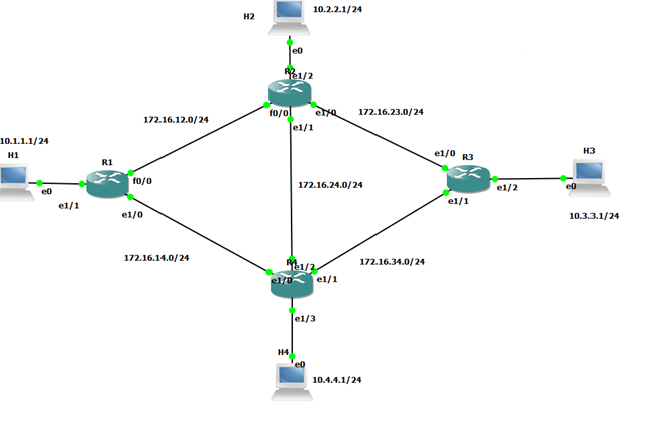 10.2.2.1/24
H2
e0
e1/2
R2
f0/0
e1/0
e1/1
172.16.12.0/24
172.16.23.0/24
10.1.1.1/24
H1
e0
e1/1
R1
f0/0
e1/0
172.16.24.0/24
e1/0
R3
e1/2
e1/1
H3
e0
10.3.3.1/24
172.16.14.0/24
172.16.34.0/24
e1/2
e1/0
e1/1
e1/3
H4
e0
10.4.4.1/24